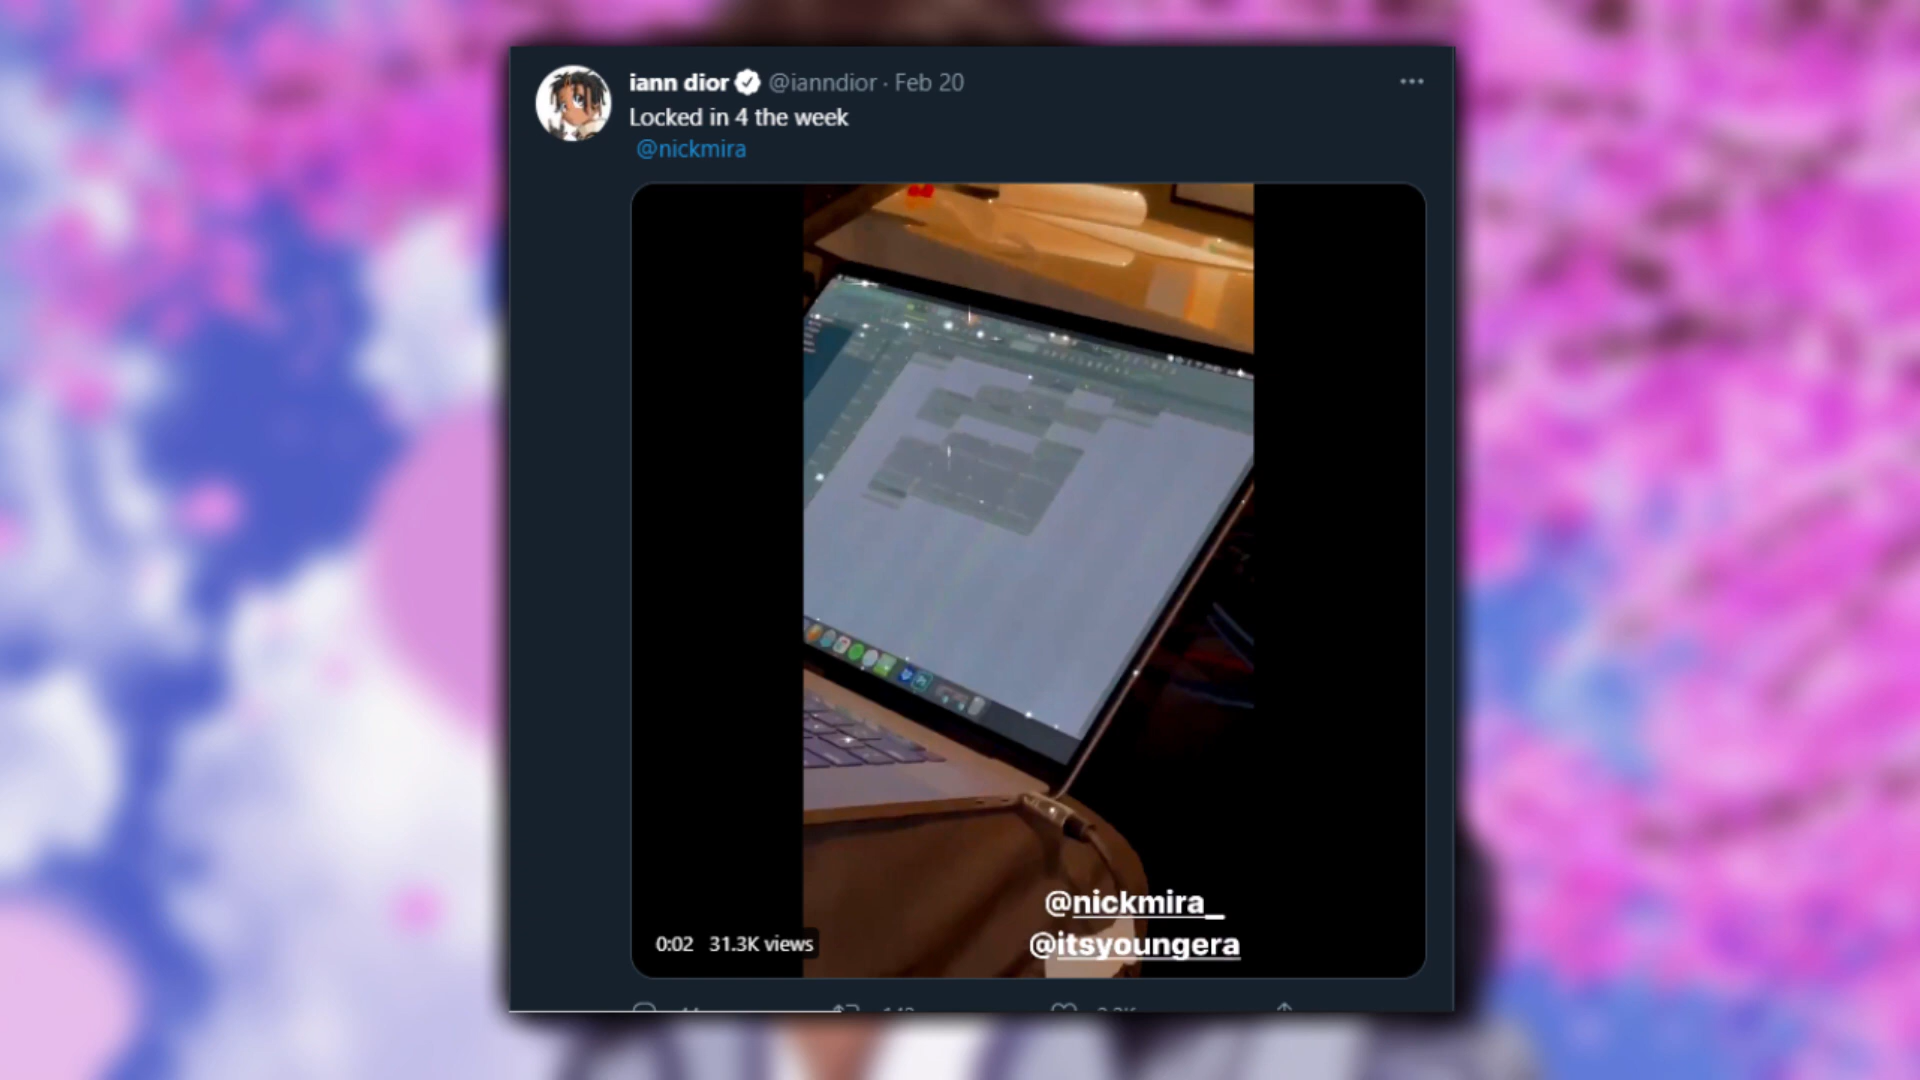 iann dior @ianndior · Feb 20
Locked in 4 the week
@nickmira
@nickmira_
@itsyoungera
0:02 31.3K views